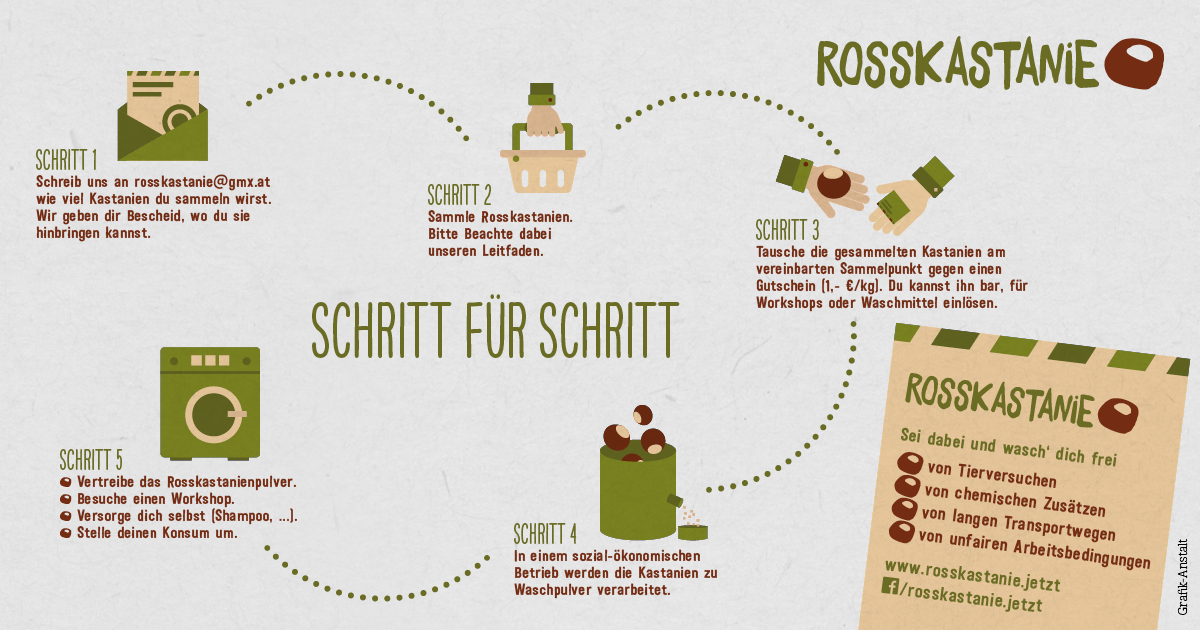 ROSSKASTANiE
SCHRITT 1
Schreib uns an rosskastanie@gmx.at
wie viel Kastanien du sammeln wirst.
Wir geben dir Bescheid, wo du sie
hinbringen kannst.
SCHRITT 2
Sammle Rosskastanien.
Bitte Beachte dabei
unseren Leitfaden.
SCHRITT 3
Tausche die gesammelten Kastanien am
vereinbarten Sammelpunkt gegen einen
Gutschein (1,- €/kg). Du kannst ihn bar, für
Workshops oder Waschmittel einlösen.
SCHRITT FÜR SCHRITT
SCHRITT 4
In einem sozial-ökonomischen
Betrieb werden die Kastanien zu
Waschpulver verarbeitet.
SCHRITT 5
Vertreibe das Rosskastanienpulver.
Besuche einen Workshop.
Versorge dich selbst (Shampoo, ...).
Stelle deinen Konsum um.
ROSSKASTANiE
Sei dabei und wasch' dich frei
von Tierversuchen
von chemischen Zusätzen
von langen Transportwegen
von unfairen Arbeitsbedingungen
www.rosskastanie.jetzt
f/rosskastanie.jetzt
Grafik-Anstalt